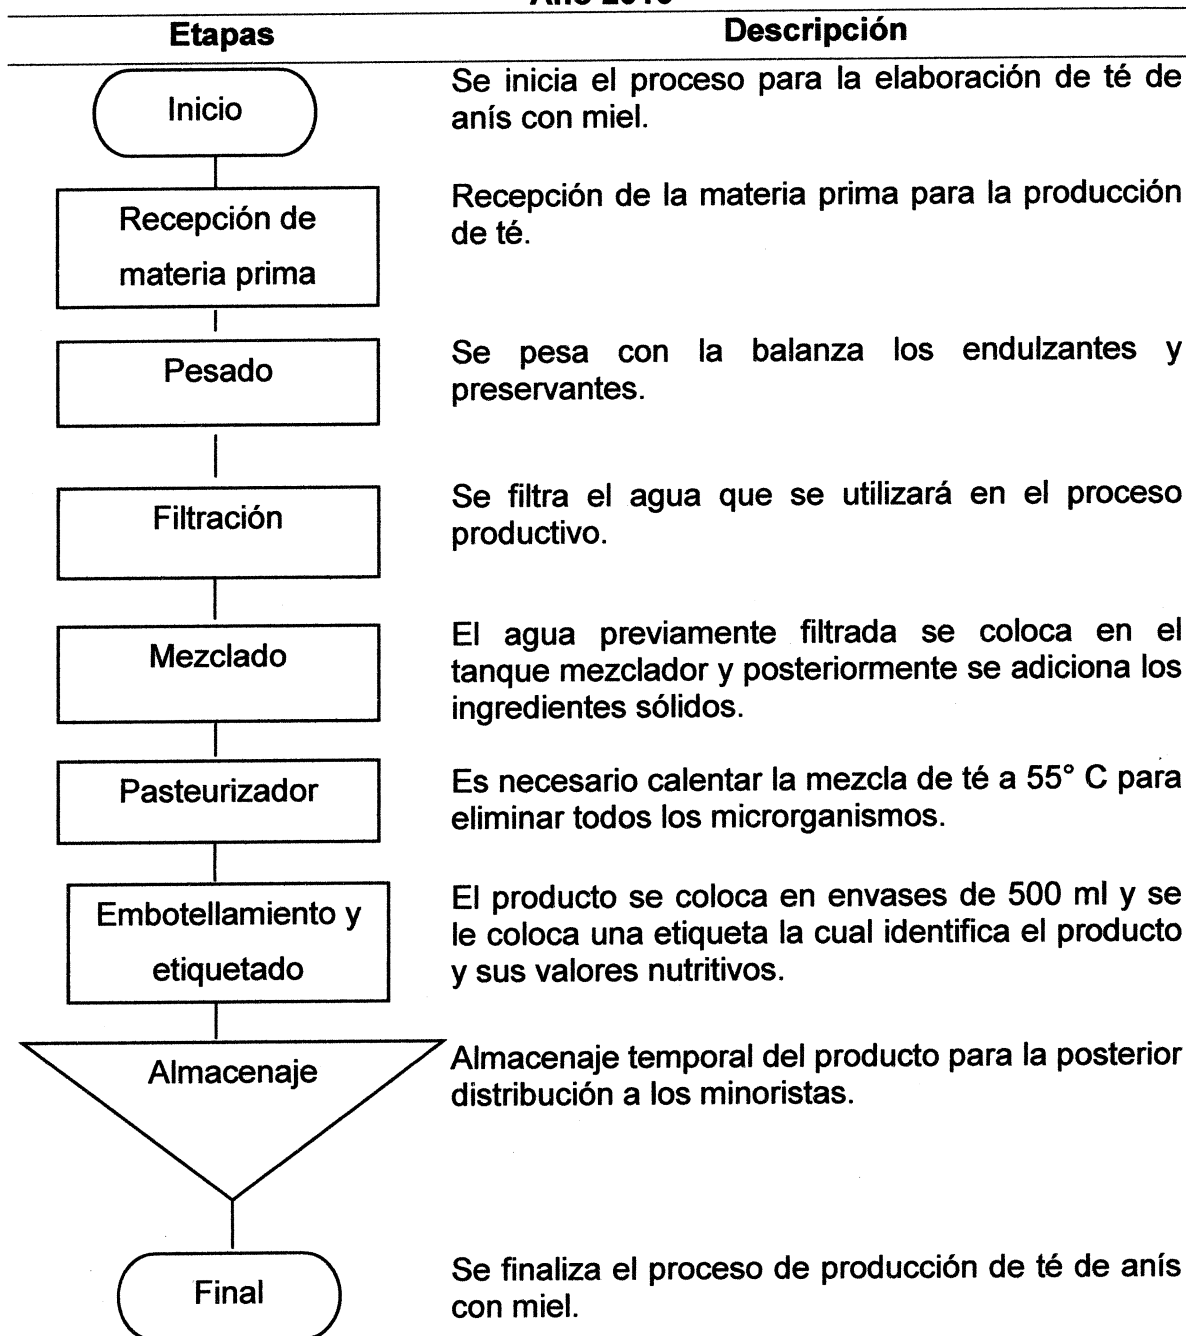 Etapas Descripción
Inicio
Se inicia el proceso para la elaboración de té de
anís con miel.
Recepción de
materia prima
Recepción de la materia prima para la producción
de té.
Pesado
Se pesa con la balanza los endulzantes y
preservantes.
Filtración
Se filtra el agua que se utilizará en el proceso
productivo.
Mezclado
El agua previamente filtrada se coloca en el
tanque mezclador y posteriormente se adiciona los
ingredientes sólidos.
Pasteurizador
Es necesario calentar la mezcla de té a 55° C para
eliminar todos los microrganismos.
Embotellamiento y
etiquetado
El producto se coloca en envases de 500 ml y se
le coloca una etiqueta la cual identifica el producto
y sus valores nutritivos.
Almacenaje
Almacenaje temporal del producto para la posterior
distribución a los minoristas.
Final
Se finaliza el proceso de producción de té de anís
con miel.